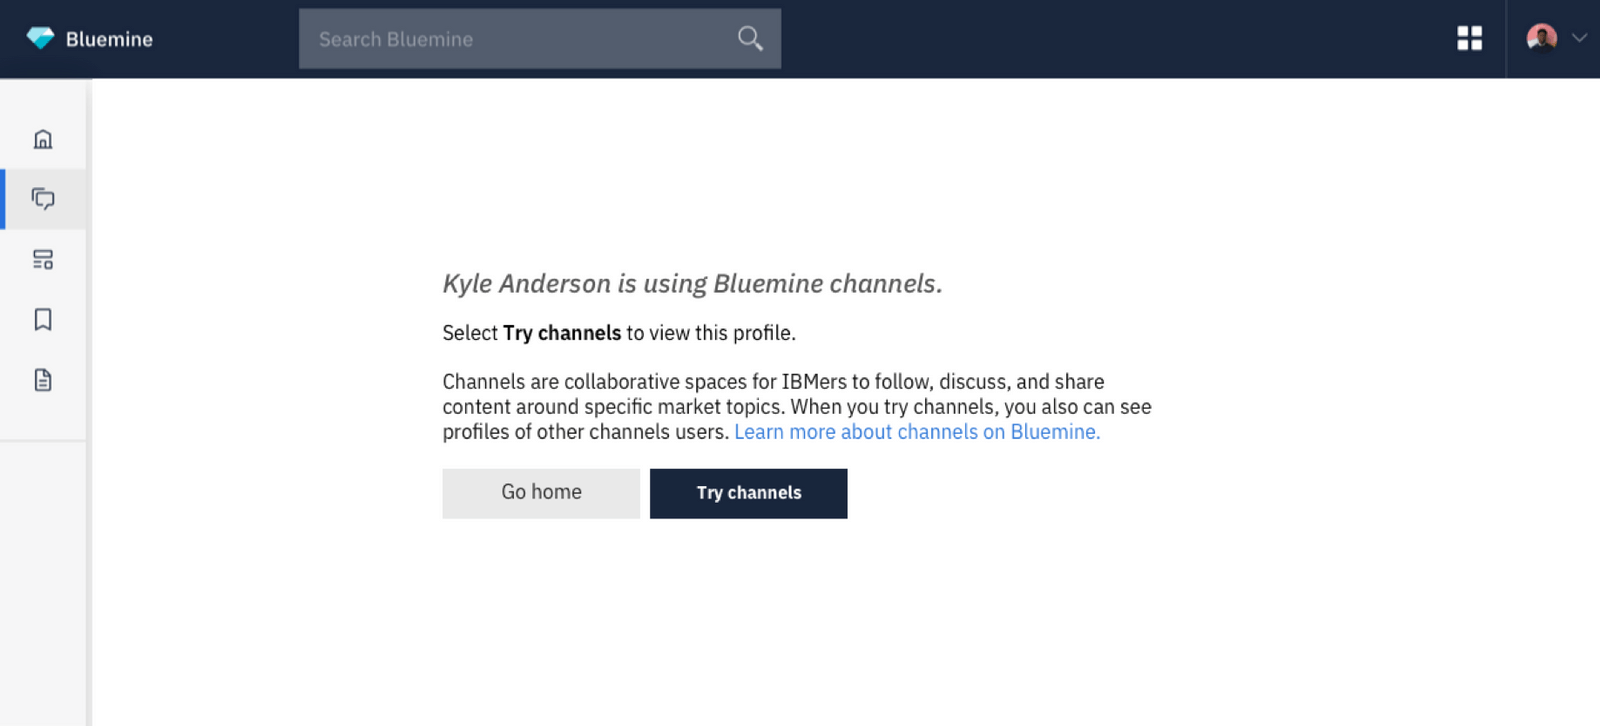 Bluemine
Search Bluemine
Kyle Anderson is using Bluemine channels.
Select Try channels to view this profile.
Channels are collaborative spaces for IBMers to follow, discuss, and share
content around specific market topics. When you try channels, you also can see
profiles of other channels users. Learn more about channels on Bluemine.
Go home
Try channels